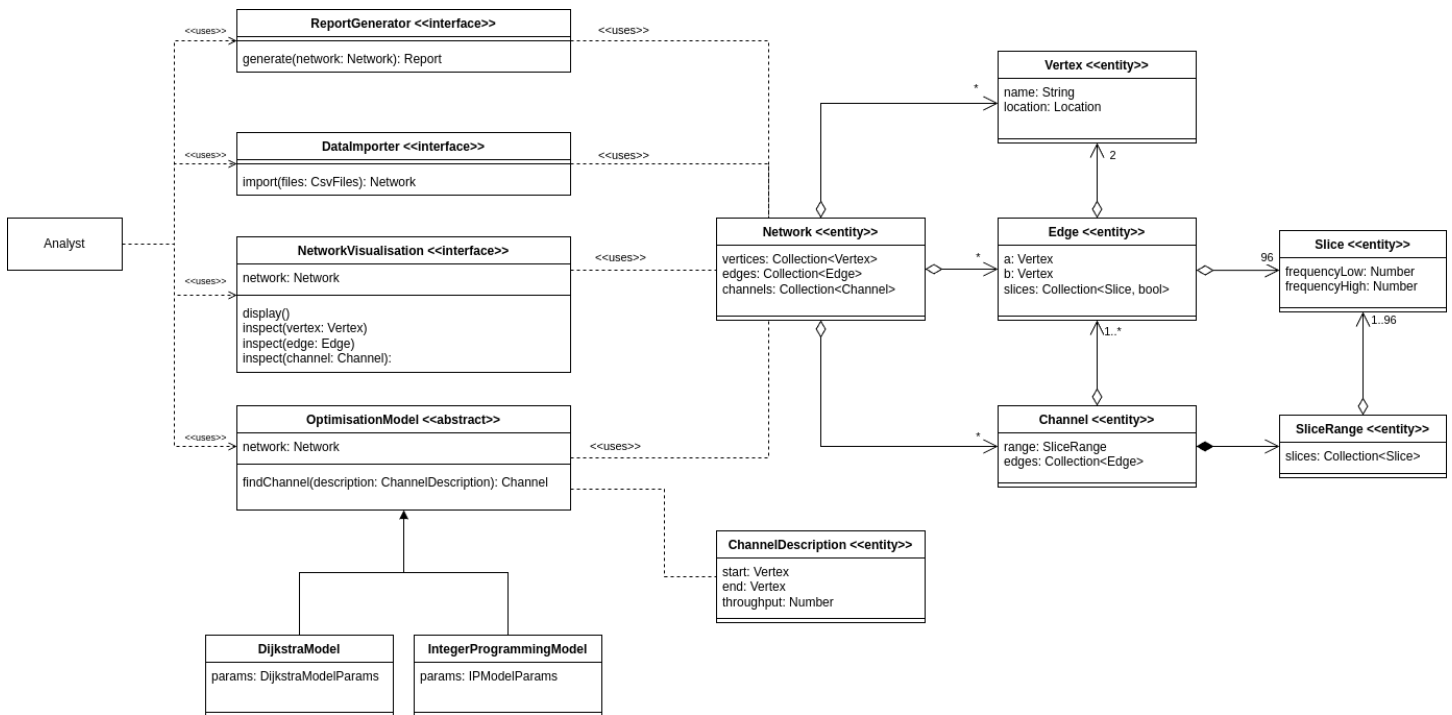 ReportGenerator <<interface>>
generate(network: Network): Report
<<uses>>
<<uses>>
DataImporter <<interface>>
import(files: CsvFiles): Network
<<uses>>
<<uses>>
Analyst
NetworkVisualisation <<interface>>
network: Network
display()
inspect(vertex: Vertex)
inspect(edge: Edge)
inspect(channel: Channel):
<<uses>>
<<uses>>
OptimisationModel <<abstract>>
network: Network
findChannel(description: ChannelDescription): Channel
<<uses>>
<<uses>>
DijkstraModel
params: DijkstraModelParams
IntegerProgrammingModel
params: IPModelParams
Network <<entity>>
vertices: Collection<Vertex>
edges: Collection<Edge>
channels: Collection<Channel>
*
*
*
ChannelDescription <<entity>>
start: Vertex
end: Vertex
throughput: Number
Vertex <<entity>>
name: String
location: Location
2
Edge <<entity>>
a: Vertex
b: Vertex
slices: Collection<Slice, bool>
96
1..*
Channel <<entity>>
range: SliceRange
edges: Collection<Edge>
Slice <<entity>>
frequencyLow: Number
frequencyHigh: Number
1..96
SliceRange <<entity>>
slices: Collection<Slice>